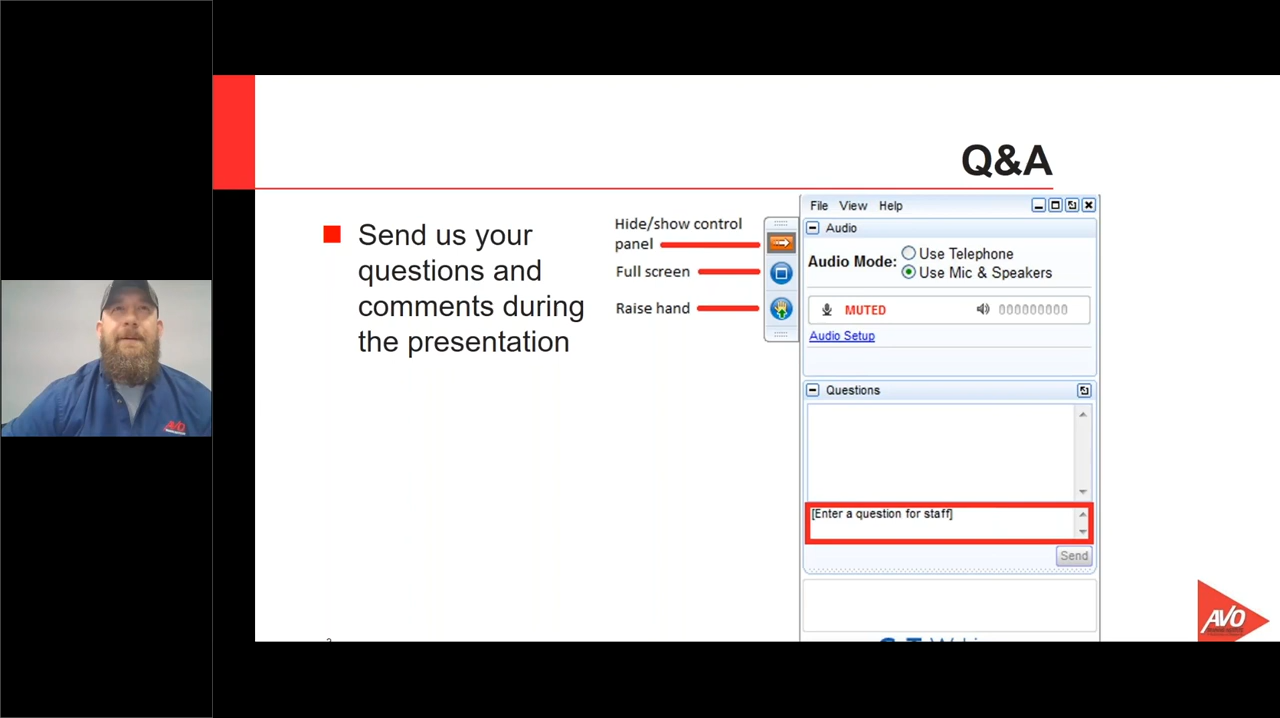 Q&A
Send us your
questions and
comments during
the presentation
Hide/show control
panel
Full screen
Raise hand
File View Help
Audio
Audio Mode:
Use Telephone
Use Mic & Speakers
MUTED
000000000
Audio Setup
Questions
[Enter a question for staff]
Send
AVO
AVO